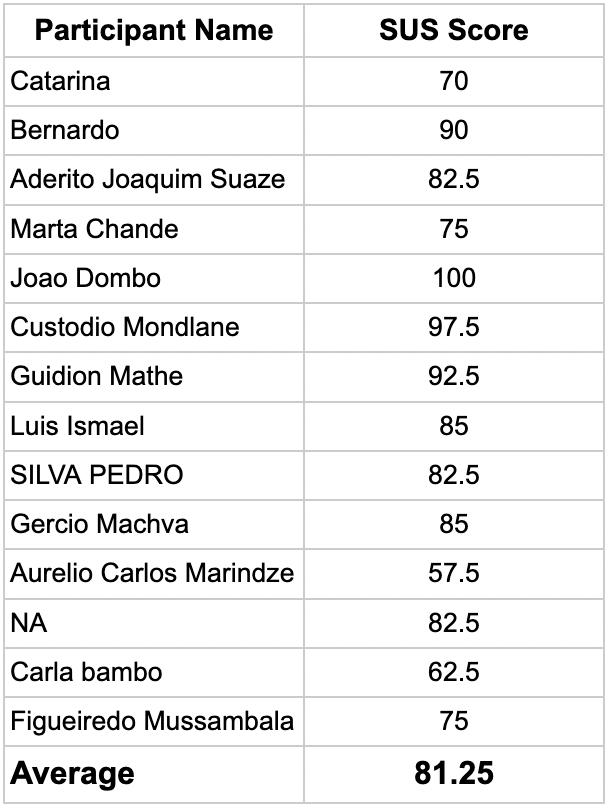 Participant Name SUS Score
Catarina 70
Bernardo 90
Aderito Joaquim Suaze 82.5
Marta Chande 75
Joao Dombo 100
Custodio Mondlane 97.5
Guidion Mathe 92.5
Luis Ismael 85
SILVA PEDRO 82.5
Gercio Machva 85
Aurelio Carlos Marindze 57.5
NA 82.5
Carla bambo 62.5
Figueiredo Mussambala 75
Average 81.25